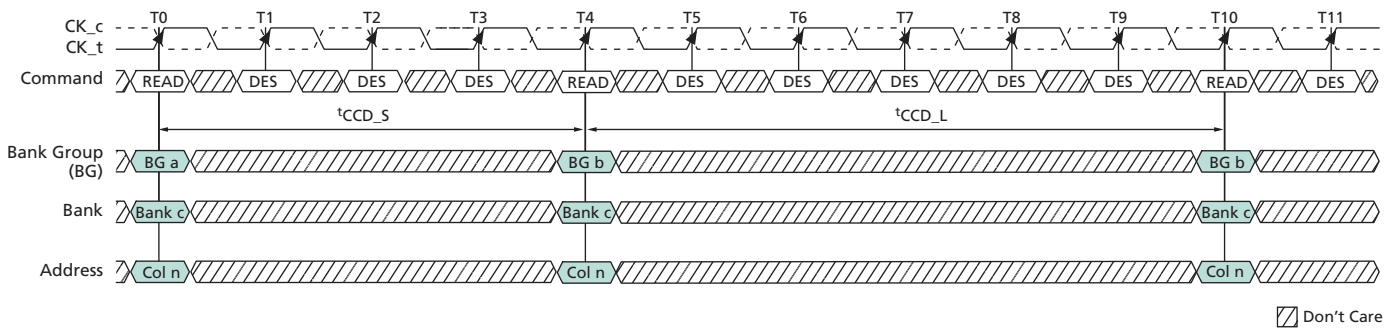 T0 T1 T2 T3 T4 T5 T6 T7 T8 T9 T10 T11
CK_c
CK_t
Command READ DES DES DES READ DES DES DES DES DES READ DES
tCCD_S tCCD_L
Bank Group
(BG)
BG a BG b BG b
Bank Bank c Bank c Bank c
Address Col n Col n Col n
Don't Care